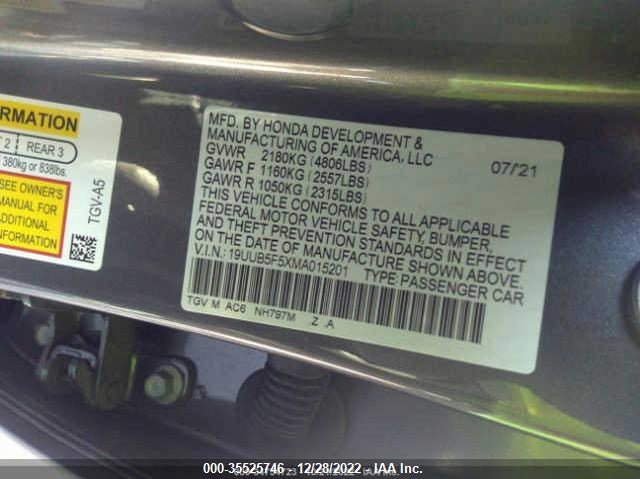 FORMATION
T 2 REAR 3
380kg or 838lbs.
SEE OWNER'S
MANUAL FOR
ADDITIONAL
INFORMATION
TGV-A5
MFD. BY HONDA DEVELOPMENT &
MANUFACTURING OF AMERICA, LLC
GVWR 2180KG (4806LBS) 07/21
GAWR F 1160KG (2557LBS)
GAWR R 1050KG (2315LBS)
THIS VEHICLE CONFORMS TO ALL APPLICABLE
FEDERAL MOTOR VEHICLE SAFETY, BUMPER,
AND THEFT PREVENTION STANDARDS IN EFFECT
ON THE DATE OF MANUFACTURE SHOWN ABOVE.
V.I.N.: 19UUB5F5XMA015201 TYPE:PASSENGER CAR
TGV M AC6 NH797M Z .A
000-35525746 - 12/28/2022 - IAA Inc.